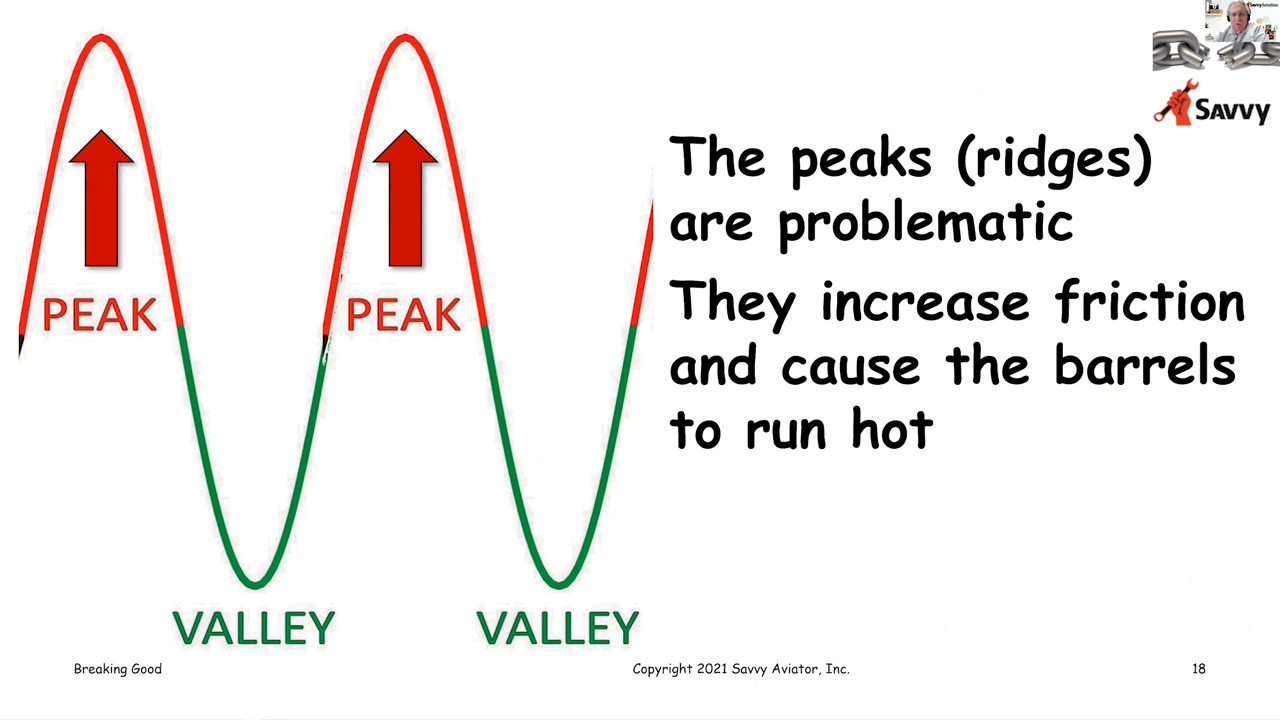 SavvyAviation
SAVVY
The peaks (ridges)
are problematic
They increase friction
and cause the barrels
to run hot
PEAK
PEAK
VALLEY
VALLEY
Breaking Good
Copyright 2021 Savvy Aviator, Inc.
18